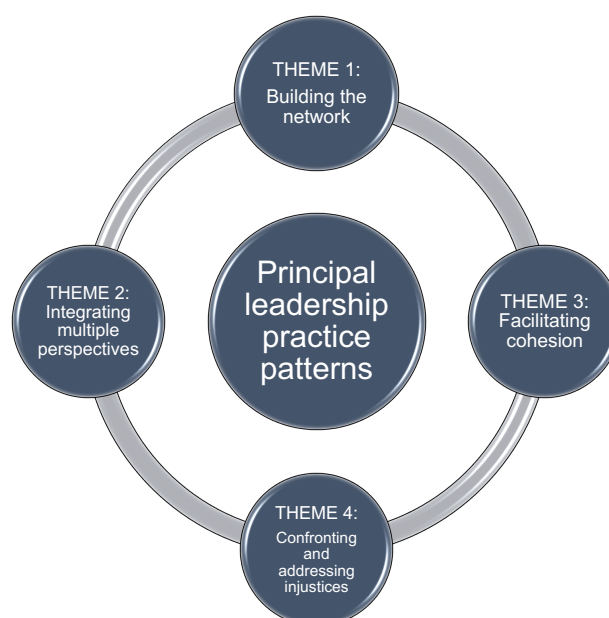 THEME 1:
Building the
network
THEME 2:
Integrating
multiple
perspectives
Principal
leadership
practice
patterns
THEME 3:
Facilitating
cohesion
THEME 4:
Confronting
and
addressing
injustices